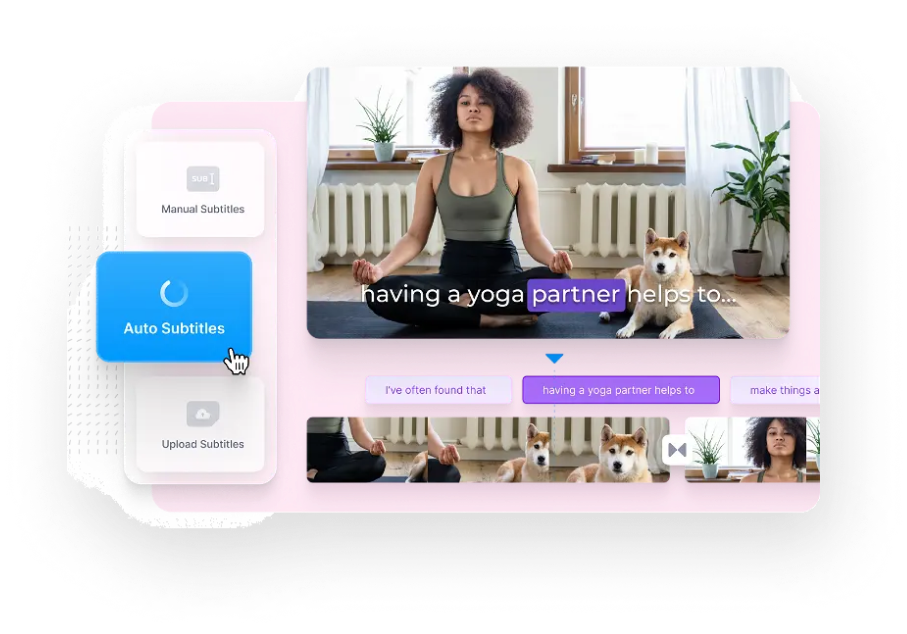 SUB
Manual Subtitles
Auto Subtitles
Upload Subtitles
having a yoga partner helps to...
I've often found that
having a yoga partner helps to
make things a